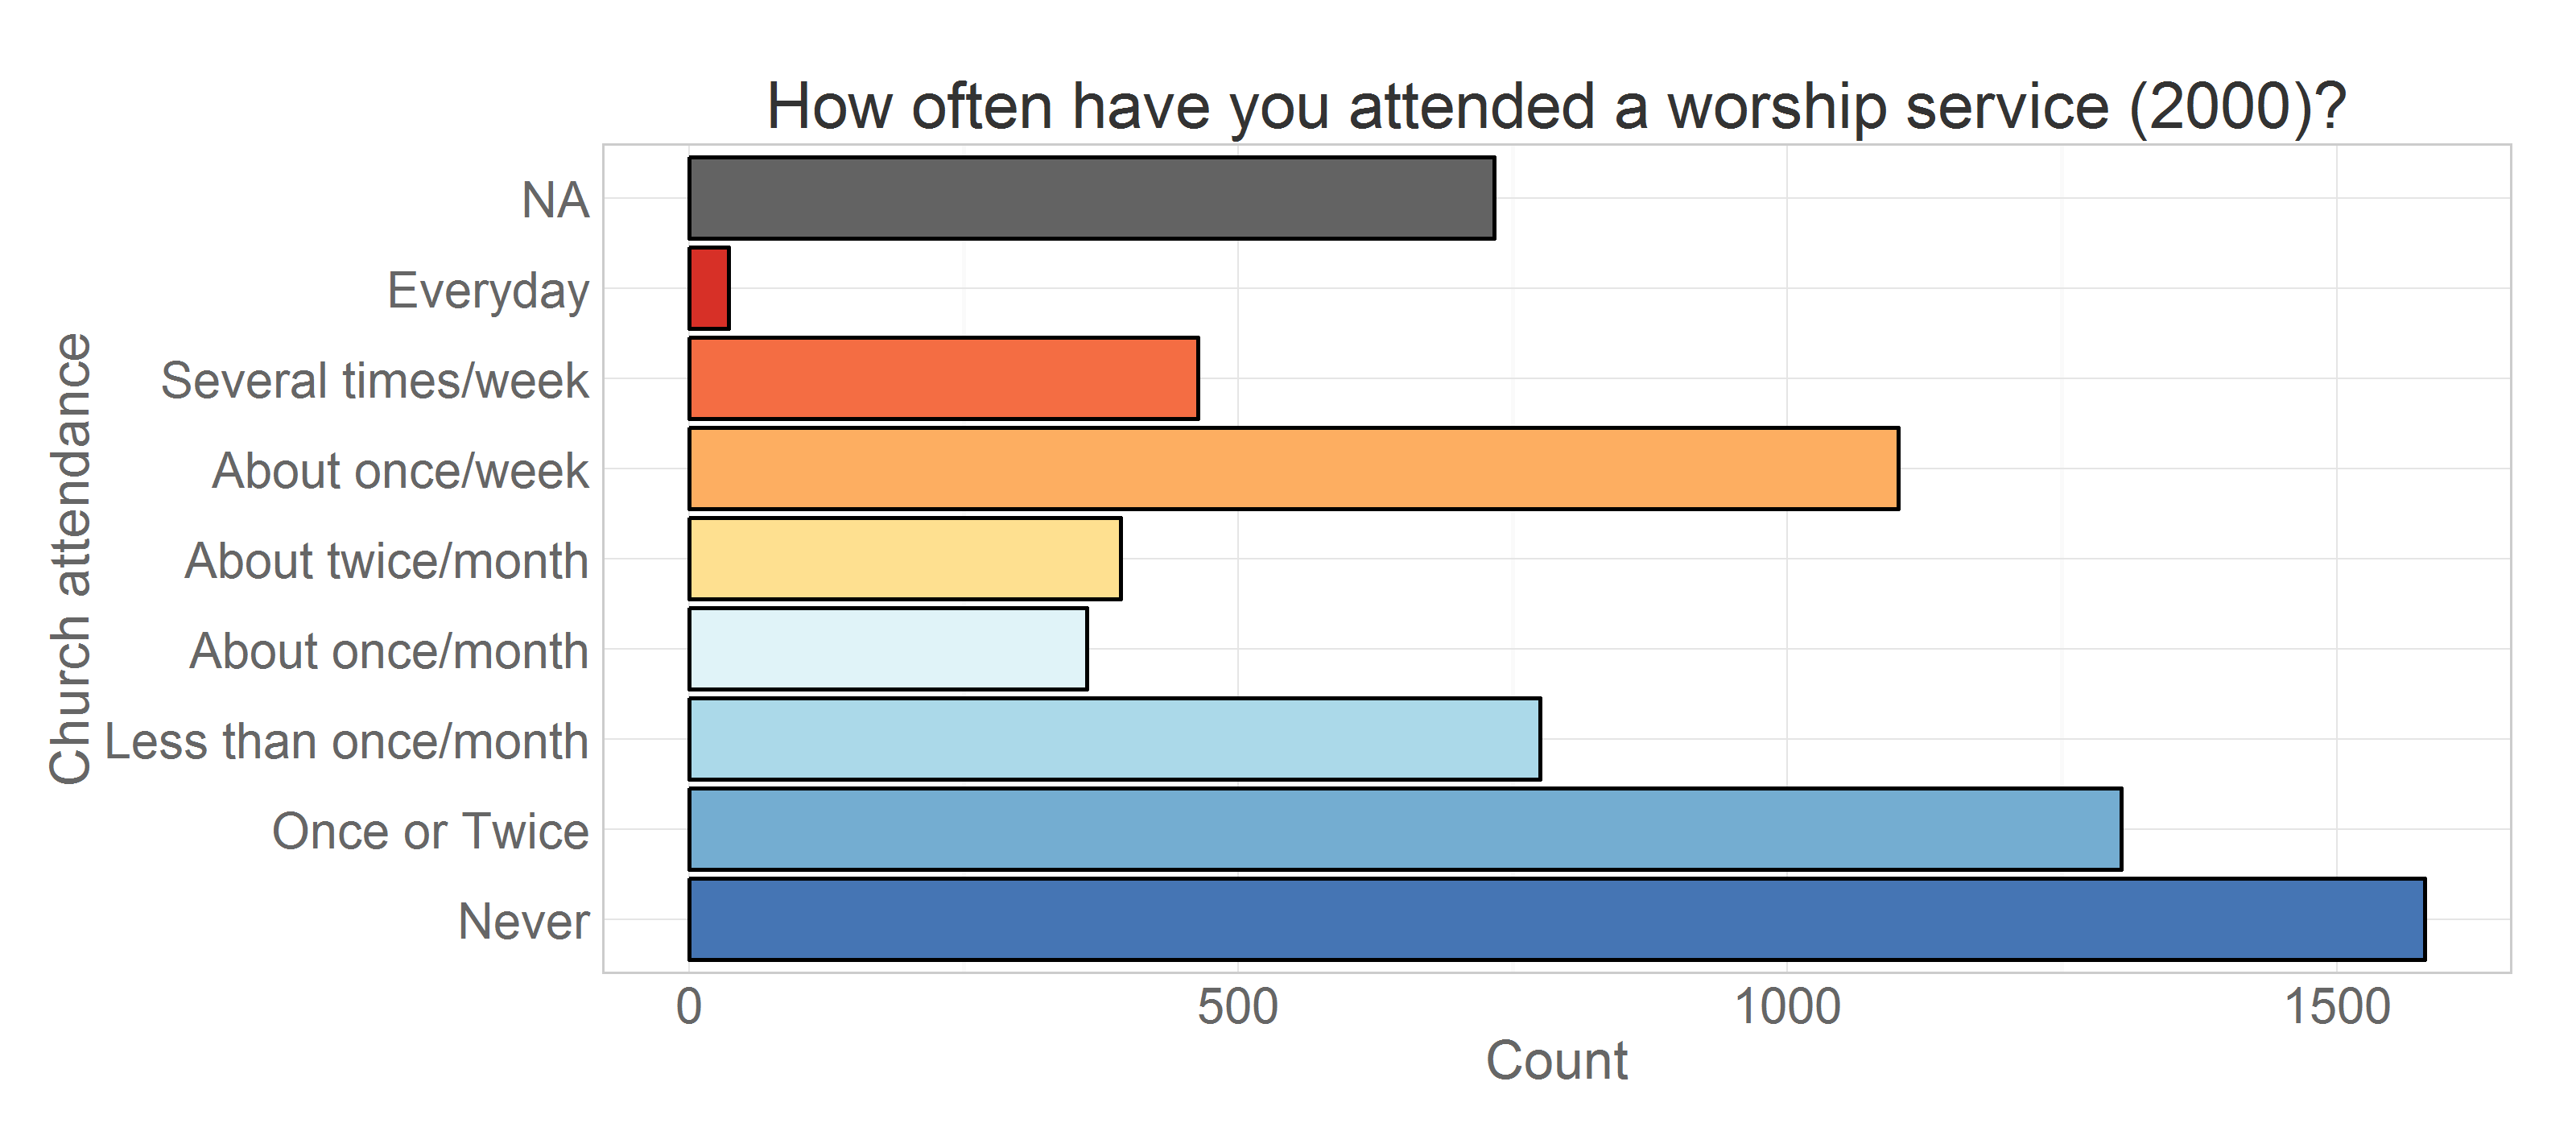 How often have you attended a worship service (2000)?
Church attendance
NA
Everyday
Several times/week
About once/week
About twice/month
About once/month
Less than once/month
Once or Twice
Never
0 500 1000 1500
Count